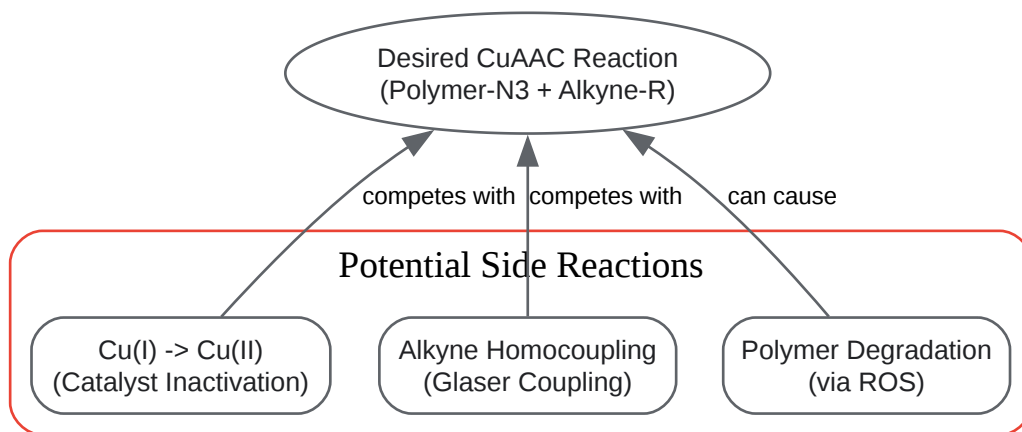 Desired CuAAC Reaction
(Polymer-N3 + Alkyne-R)
competes with
competes with
can cause
Potential Side Reactions
Cu(I) -> Cu(II)
(Catalyst Inactivation)
Alkyne Homocoupling
(Glaser Coupling)
Polymer Degradation
(via ROS)